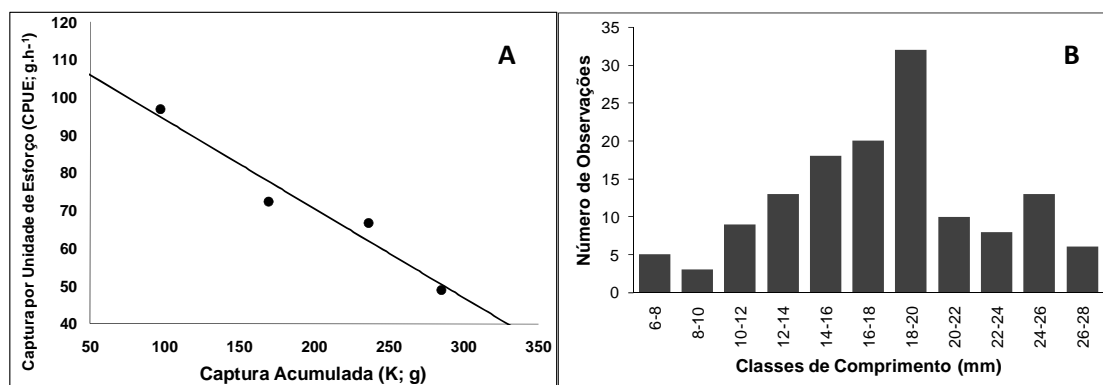 A
Captura por Unidade de Esforço (CPUE; g.h-¹)
120
110
100
90
80
70
60
50
40
50 100 150 200 250 300 350
Captura Acumulada (K; g)
B
Número de Observações
35
30
25
20
15
10
5
0
6-8 8-10 10-12 12-14 14-16 16-18 18-20 20-22 22-24 24-26 26-28
Classes de Comprimento (mm)